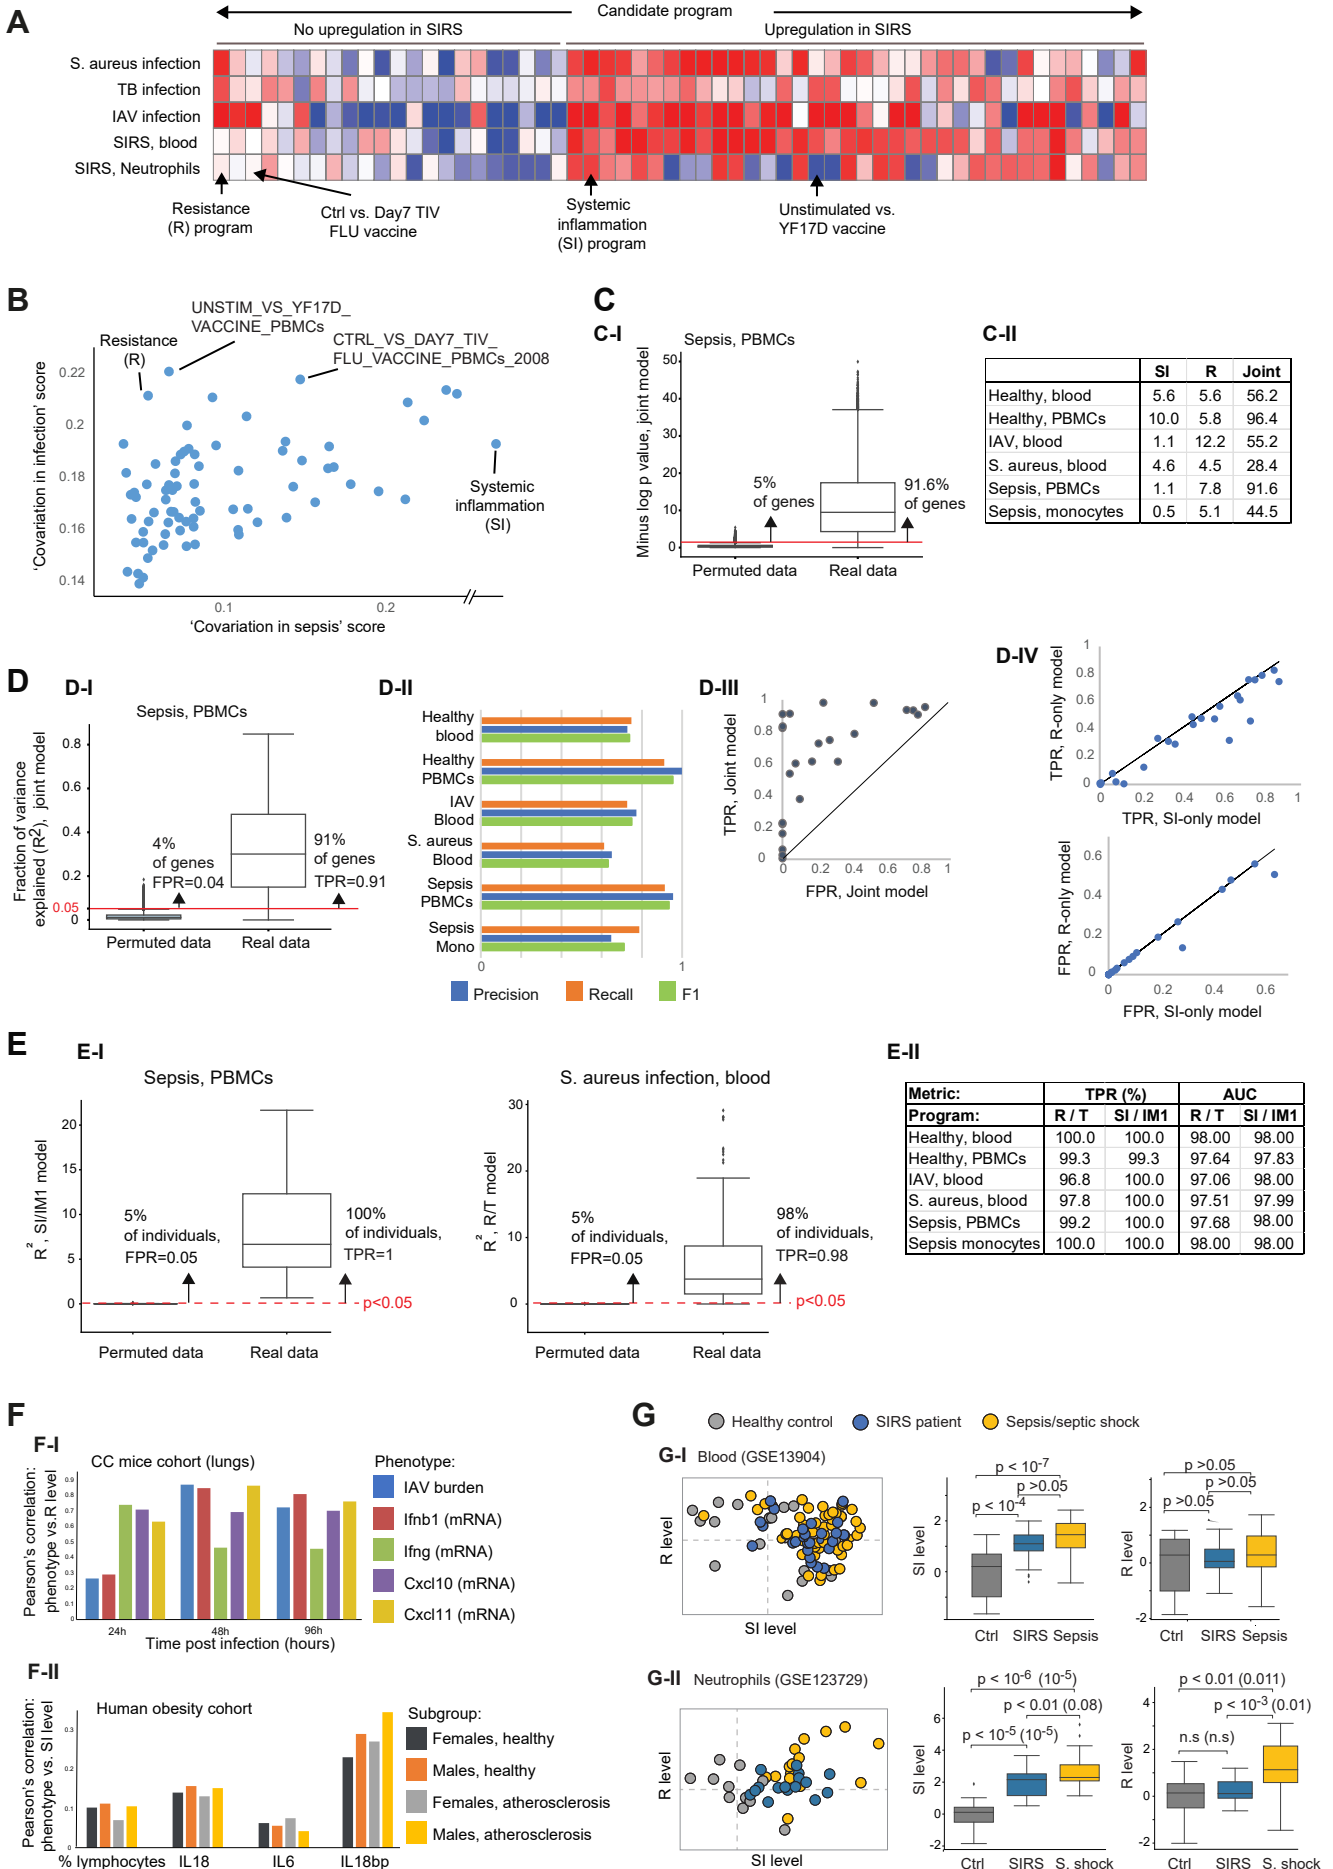 A
Candidate program
No upregulation in SIRS
Upregulation in SIRS
S. aureus infection
TB infection
IAV infection
SIRS, blood
SIRS, Neutrophils
Resistance
(R) program
Ctrl vs. Day7 TIV
FLU vaccine
Systemic
inflammation
(SI) program
Unstimulated vs.
YF17D vaccine
B
UNSTIM_VS_YF17D_
VACCINE_PBMCs
Resistance
(R)
CTRL_VS_DAY7_TIV_
FLU_VACCINE_PBMCs_2008
Systemic
inflammation
(SI)
‘Covariation in infection’ score
0.22
0.2
0.18
0.16
0.14
0.1
0.2
‘Covariation in sepsis’ score
C
C-I
Sepsis, PBMCs
Minus log p value, joint model
50
40
30
20
10
0
5%
of genes
91.6%
of genes
Permuted data
Real data
C-II
SI R Joint
Healthy, blood 5.6 5.6 56.2
Healthy, PBMCs 10.0 5.8 96.4
IAV, blood 1.1 12.2 55.2
S. aureus, blood 4.6 4.5 28.4
Sepsis, PBMCs 1.1 7.8 91.6
Sepsis, monocytes 0.5 5.1 44.5
D
D-I
Sepsis, PBMCs
Fraction of variance
explained (R2), joint model
0.8
0.6
0.4
0.2
0.05
0
4%
of genes
FPR=0.04
91%
of genes
TPR=0.91
Permuted data
Real data
D-II
Healthy
blood
Healthy
PBMCs
IAV
Blood
S. aureus
Blood
Sepsis
PBMCs
Sepsis
Mono
0
1
Precision
Recall
F1
D-III
TPR, Joint model
1
0.8
0.6
0.4
0.2
0
0 0.2 0.4 0.6 0.8 1
FPR, Joint model
D-IV
TPR, R-only model
1
0.8
0.6
0.4
0.2
0
0 0.2 0.4 0.6 0.8 1
TPR, SI-only model
FPR, R-only model
0.6
0.4
0.2
0
0 0.2 0.4 0.6
FPR, SI-only model
E
E-I
Sepsis, PBMCs
R2, SI/IM1 model
20
15
10
5
0
5%
of individuals,
FPR=0.05
100%
of individuals,
TPR=1
p<0.05
Permuted data
Real data
S. aureus infection, blood
R2, R/T model
30
20
10
0
5%
of individuals,
FPR=0.05
98%
of individuals,
TPR=0.98
p<0.05
Permuted data
Real data
E-II
Metric: TPR (%) AUC
Program: R / T SI / IM1 R / T SI / IM1
Healthy, blood 100.0 100.0 98.00 98.00
Healthy, PBMCs 99.3 99.3 97.64 97.83
IAV, blood 96.8 100.0 97.06 98.00
S. aureus, blood 97.8 100.0 97.51 97.99
Sepsis, PBMCs 99.2 100.0 97.68 98.00
Sepsis monocytes 100.0 100.0 98.00 98.00
F
F-I
CC mice cohort (lungs)
Pearson's correlation:
phenotype vs.R level
0.9
0.8
0.7
0.6
0.5
0.4
0.3
0.2
0.1
0
24h
48h
96h
Time post infection (hours)
Phenotype:
IAV burden
Ifnb1 (mRNA)
Ifng (mRNA)
Cxcl10 (mRNA)
Cxcl11 (mRNA)
F-II
Human obesity cohort
Pearson's correlation:
phenotype vs. SI level
0.3
0.2
0.1
0
% lymphocytes
IL18
IL6
IL18bp
Subgroup:
Females, healthy
Males, healthy
Females, atherosclerosis
Males, atherosclerosis
G
Healthy control
SIRS patient
Sepsis/septic shock
G-I Blood (GSE13904)
R level
SI level
p < 10-7
p >0.05
p < 10-4
SI level
2
0
Ctrl SIRS Sepsis
p >0.05
p >0.05
p >0.05
R level
2
0
-2
Ctrl SIRS Sepsis
G-II Neutrophils (GSE123729)
R level
SI level
p < 10-6 (10-5)
p < 0.01 (0.08)
p < 10-5 (10-5)
SI level
6
4
2
0
-2
Ctrl SIRS S. shock
p < 0.01 (0.011)
p < 10-3 (0.01)
n.s (n.s)
R level
4
2
0
-2
Ctrl SIRS S. shock